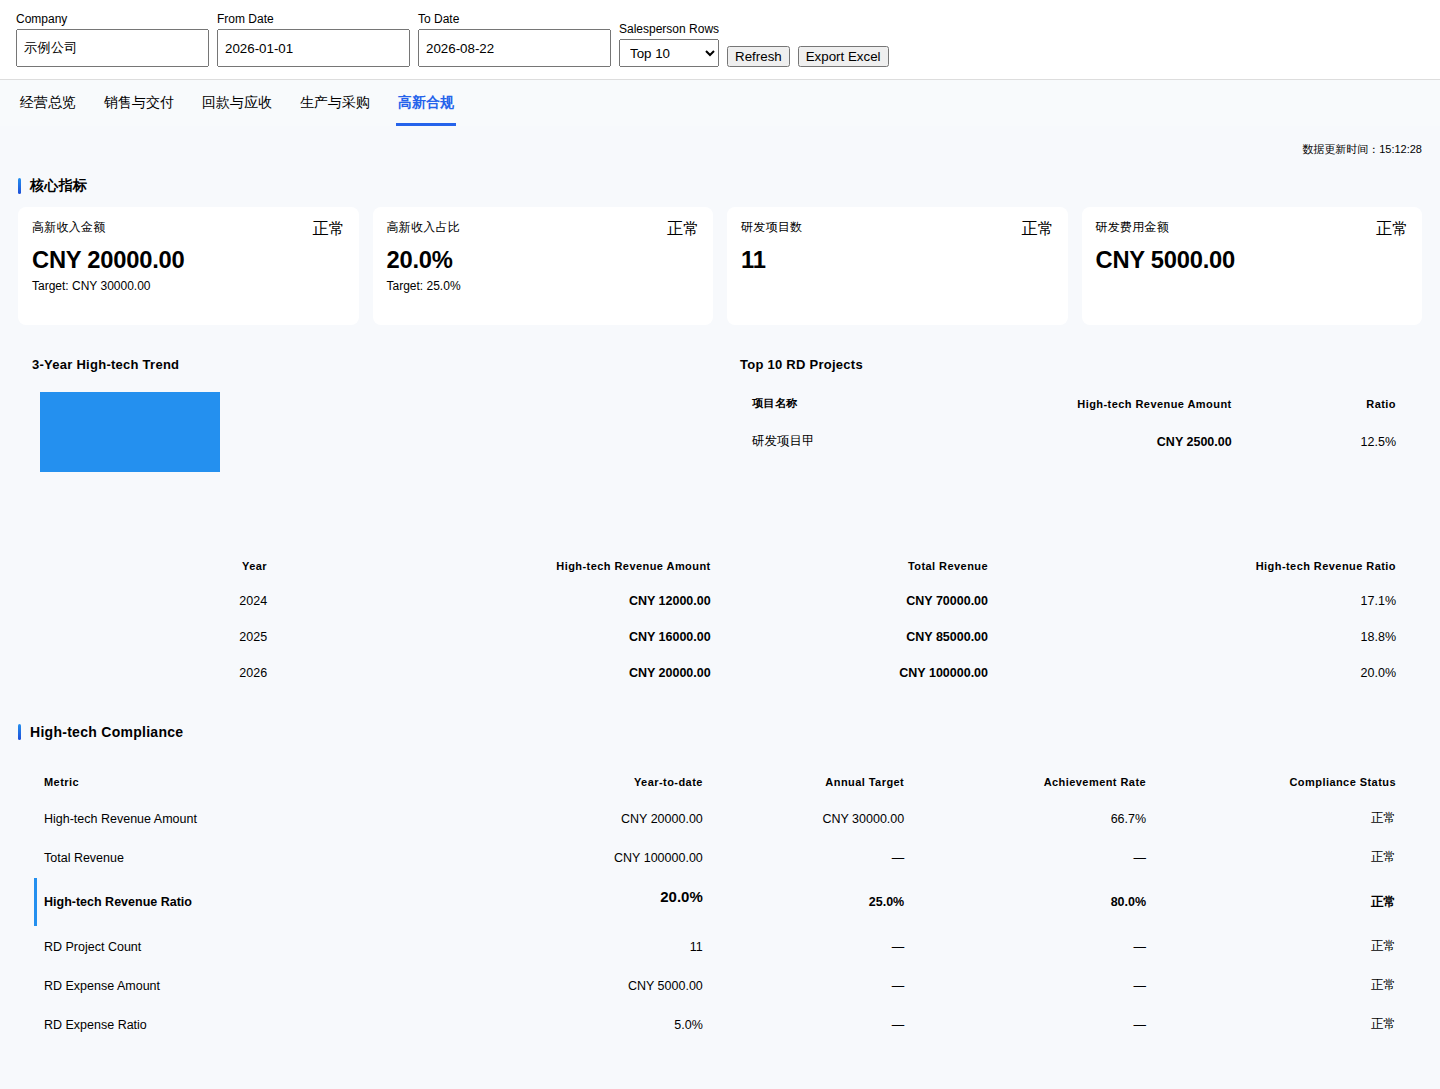 Company From Date To Date Salesperson Rows
示例公司 2026-01-01 2026-08-22 Top 10 Refresh Export Excel
经营总览 销售与交付 回款与应收 生产与采购 高新合规
数据更新时间：15:12:28
核心指标
高新收入金额 正常 高新收入占比 正常 研发项目数 正常 研发费用金额 正常
CNY 20000.00 20.0% 11 CNY 5000.00
Target: CNY 30000.00 Target: 25.0%
3-Year High-tech Trend Top 10 RD Projects
项目名称 High-tech Revenue Amount Ratio
研发项目甲 CNY 2500.00 12.5%
Year High-tech Revenue Amount Total Revenue High-tech Revenue Ratio
2024 CNY 12000.00 CNY 70000.00 17.1%
2025 CNY 16000.00 CNY 85000.00 18.8%
2026 CNY 20000.00 CNY 100000.00 20.0%
High-tech Compliance
Metric Year-to-date Annual Target Achievement Rate Compliance Status
High-tech Revenue Amount CNY 20000.00 CNY 30000.00 66.7% 正常
Total Revenue CNY 100000.00 — — 正常
High-tech Revenue Ratio 20.0% 25.0% 80.0% 正常
RD Project Count 11 — — 正常
RD Expense Amount CNY 5000.00 — — 正常
RD Expense Ratio 5.0% — — 正常